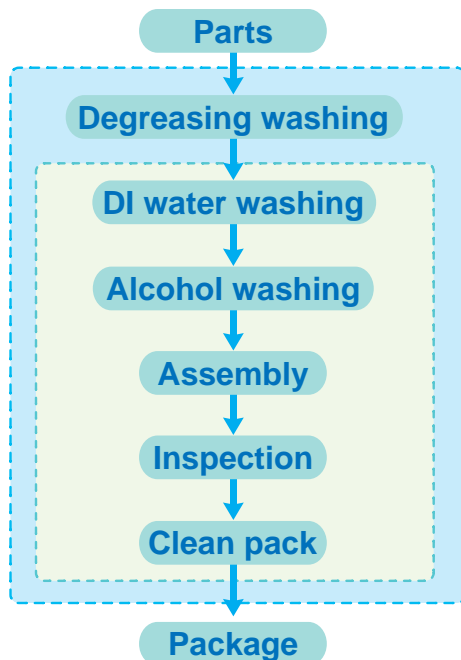 Parts
Degreasing washing
DI water washing
Alcohol washing
Assembly
Inspection
Clean pack
Package